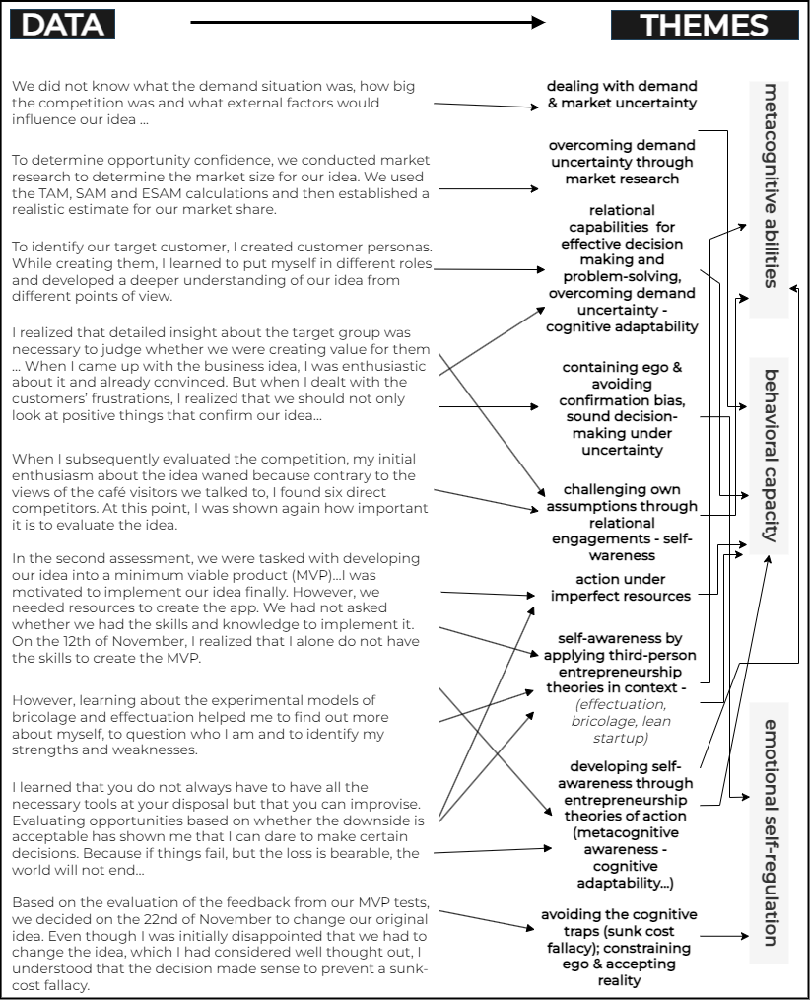 DATA
THEMES
We did not know what the demand situation was, how big
the competition was and what external factors would
influence our idea ...
To determine opportunity confidence, we conducted market
research to determine the market size for our idea. We used
the TAM, SAM and ESAM calculations and then established a
realistic estimate for our market share.
To identify our target customer, I created customer personas.
While creating them, I learned to put myself in different roles
and developed a deeper understanding of our idea from
different points of view.
I realized that detailed insight about the target group was
necessary to judge whether we were creating value for them
... When I came up with the business idea, I was enthusiastic
about it and already convinced. But when I dealt with the
customers’ frustrations, I realized that we should not only
look at positive things that confirm our idea...
When I subsequently evaluated the competition, my initial
enthusiasm about the idea waned because contrary to the
views of the café visitors we talked to, I found six direct
competitors. At this point, I was shown again how important
it is to evaluate the idea.
In the second assessment, we were tasked with developing
our idea into a minimum viable product (MVP)...I was
motivated to implement our idea finally. However, we
needed resources to create the app. We had not asked
whether we had the skills and knowledge to implement it.
On the 12th of November, I realized that I alone do not have
the skills to create the MVP.
However, learning about the experimental models of
bricolage and effectuation helped me to find out more
about myself, to question who I am and to identify my
strengths and weaknesses.
I learned that you do not always have to have all the
necessary tools at your disposal but that you can improvise.
Evaluating opportunities based on whether the downside is
acceptable has shown me that I can dare to make certain
decisions. Because if things fail, but the loss is bearable, the
world will not end...
Based on the evaluation of the feedback from our MVP tests,
we decided on the 22nd of November to change our original
idea. Even though I was initially disappointed that we had to
change the idea, which I had considered well thought out, I
understood that the decision made sense to prevent a sunk-
cost fallacy.
dealing with demand
& market uncertainty
overcoming demand
uncertainty through
market research
relational
capabilities for
effective decision
making and
problem-solving,
overcoming demand
uncertainty -
cognitive adaptability
containing ego &
avoiding
confirmation bias,
sound decision-
making under
uncertainty
challenging own
assumptions through
relational
engagements - self-
wareness
action under
imperfect resources
self-awareness by
applying third-person
entrepreneurship
theories in context -
(effectuation,
bricolage, lean
startup)
developing self-
awareness through
entrepreneurship
theories of action
(metacognitive
awareness -
cognitive
adaptability...)
avoiding the cognitive
traps (sunk cost
fallacy); constraining
ego & accepting
reality
metacognitive abilities
behavioral capacity
emotional self-regulation